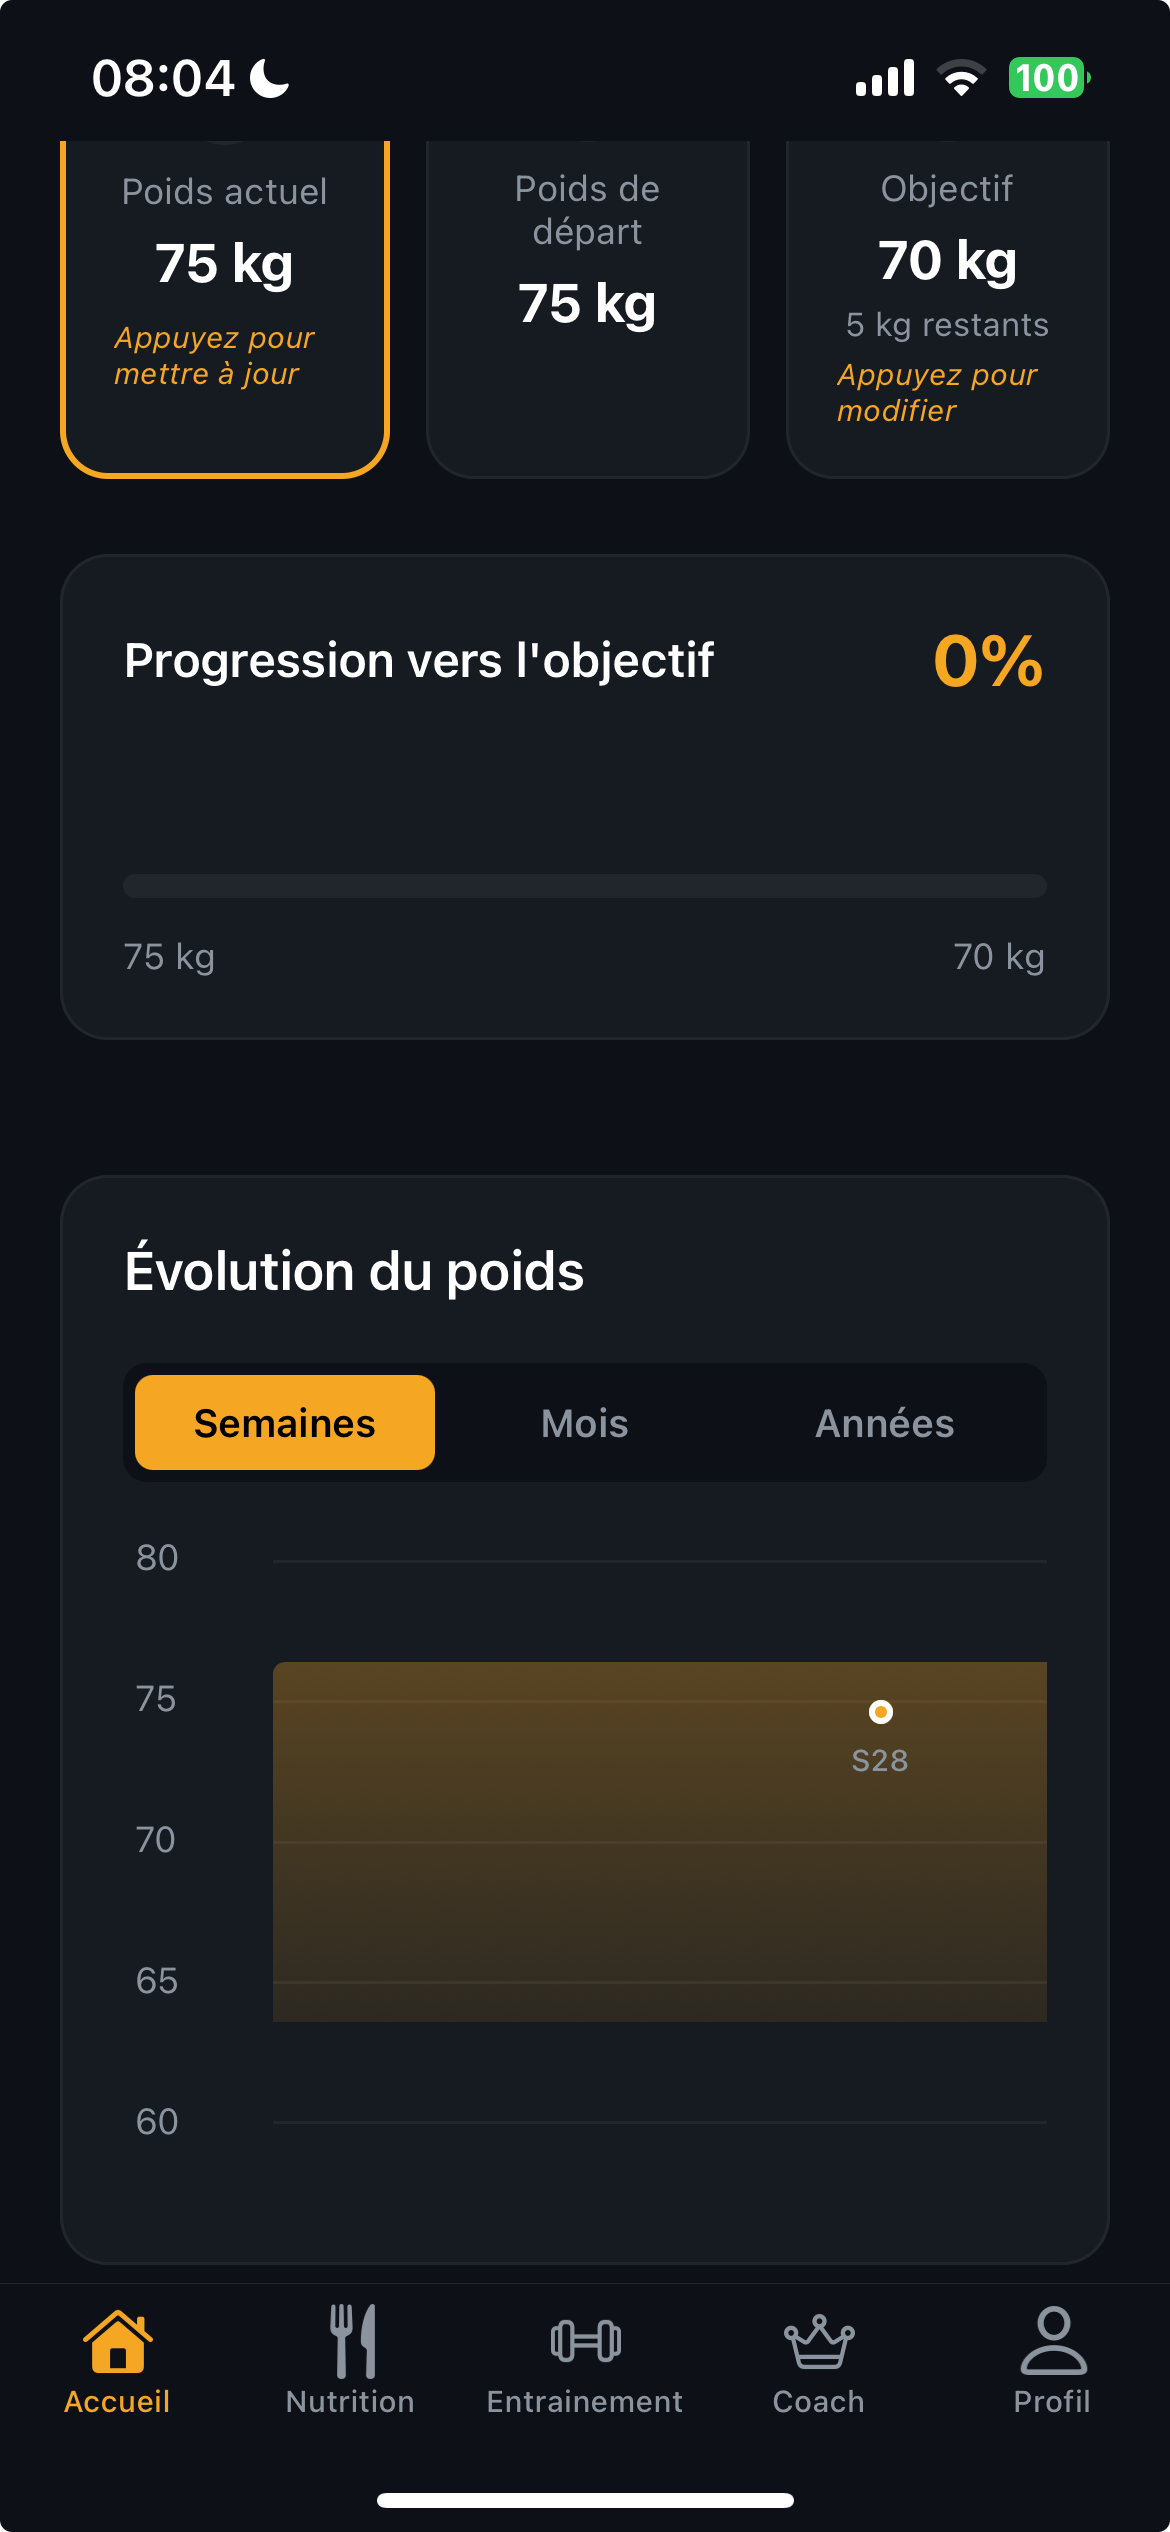 08:04
100
Poids actuel
75 kg
Appuyez pour
mettre à jour
Poids de
départ
75 kg
Objectif
70 kg
5 kg restants
Appuyez pour
modifier
Progression vers l'objectif
0%
75 kg
70 kg
Évolution du poids
Semaines
Mois
Années
80
75
S28
70
65
60
Accueil
Nutrition
Entrainement
Coach
Profil